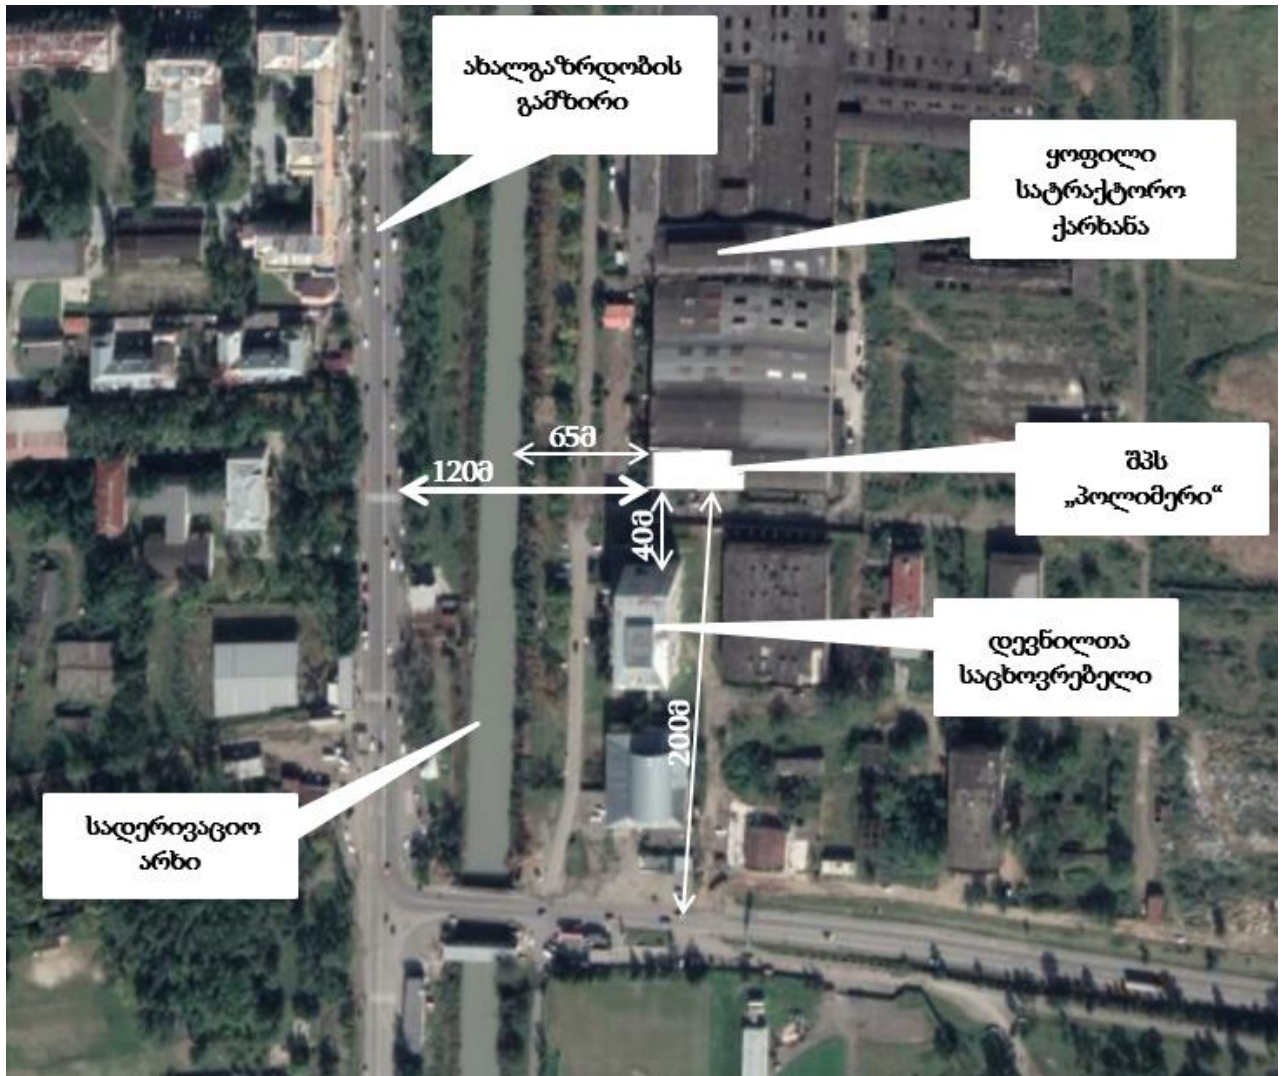 ახალგაზრდობის
გამზირი
ყოფილი
სატრაქტორო
ქარხანა
65მ
120მ
შპს
„პოლიმერი“
40მ
დევნილთა
საცხოვრებელი
200მ
სადერივაციო
არხი